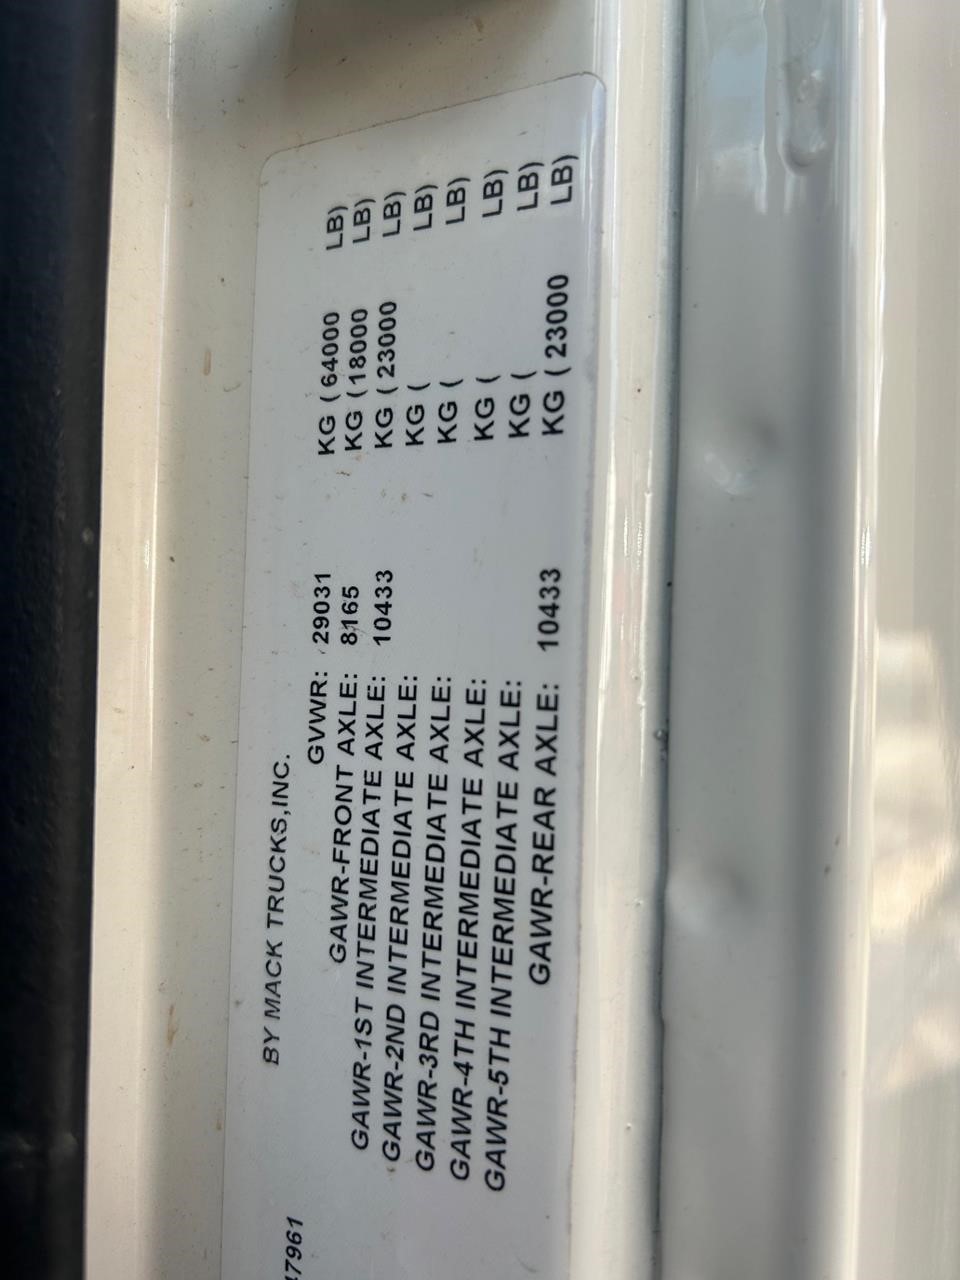 BY MACK TRUCKS,INC.
GVWR: 29031 KG ( 64000 LB)
GAWR-FRONT AXLE: 8165 KG ( 18000 LB)
GAWR-1ST INTERMEDIATE AXLE: 10433 KG ( 23000 LB)
GAWR-2ND INTERMEDIATE AXLE: KG ( LB)
GAWR-3RD INTERMEDIATE AXLE: KG ( LB)
GAWR-4TH INTERMEDIATE AXLE: KG ( LB)
GAWR-5TH INTERMEDIATE AXLE: KG ( LB)
GAWR-REAR AXLE: 10433 KG ( 23000 LB)
7961